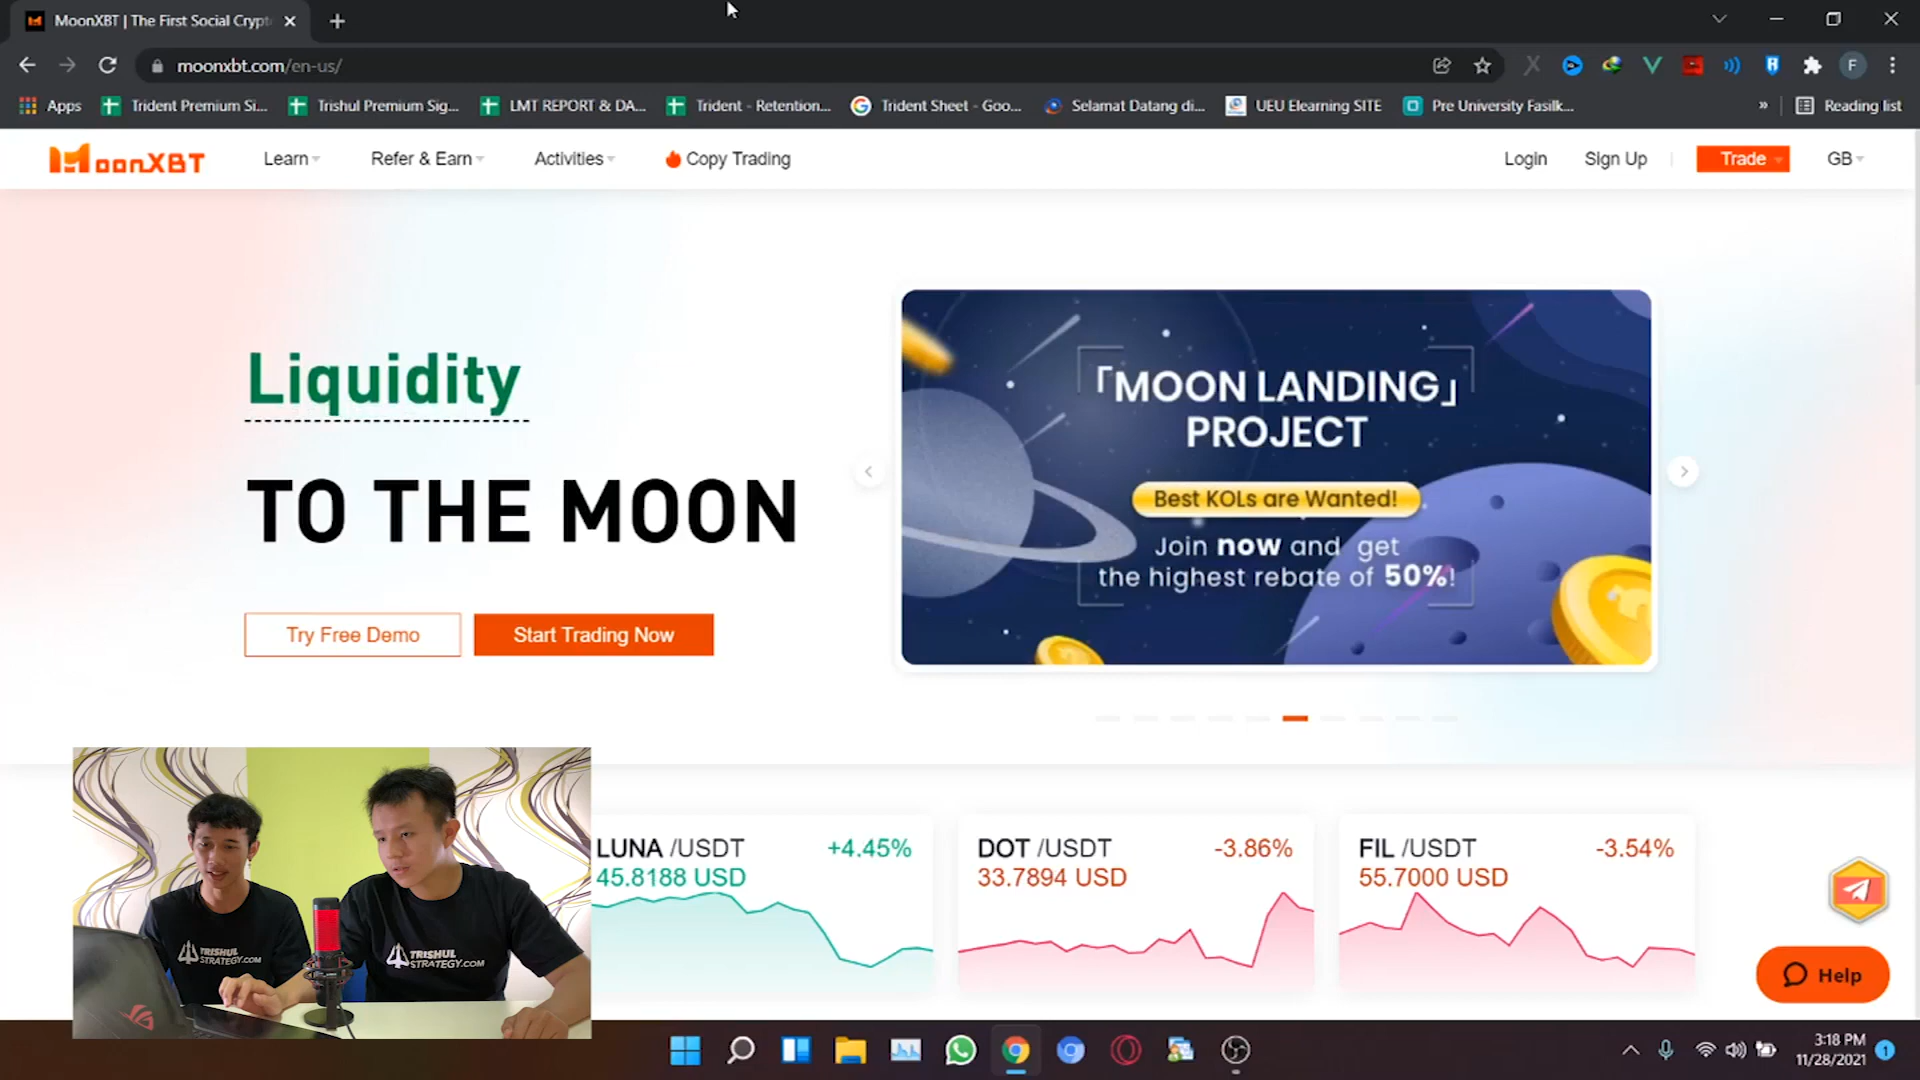 MoonXBT | The First Social Crypt
moonxbt.com/en-us/
F
Apps
Trident Premium Si...
Trishul Premium Sig...
LMT REPORT & DA...
Trident - Retention...
Trident Sheet - Goo...
Selamat Datang di...
UEU Elearning SITE
Pre University Fasilk...
»
Reading list
MoonXBT
Learn
Refer & Earn
Activities
Copy Trading
Login
Sign Up
Trade
GB
Liquidity
TO THE MOON
Try Free Demo
Start Trading Now
「MOON LANDING」
PROJECT
Best KOLs are Wanted!
Join now and get
the highest rebate of 50%!
LUNA /USDT
+4.45%
45.8188 USD
DOT /USDT
-3.86%
33.7894 USD
FIL /USDT
-3.54%
55.7000 USD
Help
TRISHUL
STRATEGY.COM
TRISHUL
STRATEGY.COM
3:18 PM
11/28/2021
1